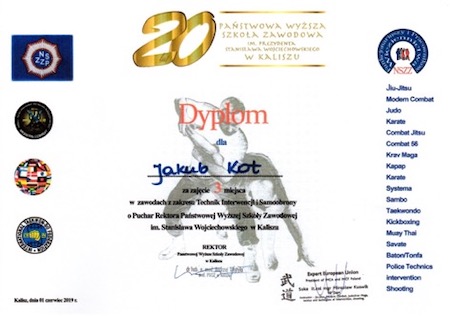 20
lat
PAŃSTWOWA WYŻSZA
SZKOŁA ZAWODOWA
IM. PREZYDENTA
STANISŁAWA WOJCIECHOWSKIEGO
W KALISZU
NSZZ
Dyplom
dla
Jakub Kot
za zajęcie 3 miejsca
w zawodach z zakresu Technik Interwencji i Samoobrony
o Puchar Rektora Państwowej Wyższej Szkoły Zawodowej
im. Stanisława Wojciechowskiego w Kaliszu
REKTOR
Państwowej Wyższej Szkoły Zawodowej
w Kaliszu
Jiu-Jitsu
Modern Combat
Judo
Karate
Combat Jitsu
Combat 56
Krav Maga
Kapap
Karate
Systema
Sambo
Taekwondo
Kickboxing
Muay Thai
Savate
Baton/Tonfa
Police Technics
intervention
Shooting
武道
Expert European Union
Kalisz, dnia 01 czerwiec 2019 r.